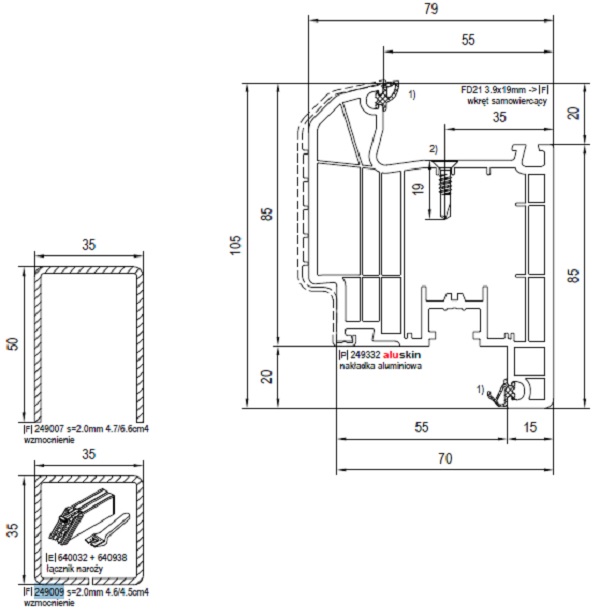 79
55
1)
FD21 3.9x19mm -> |F|
wkręt samowiercący
35
20
2)
19
105
85
85
35
50
|P| 249332 aluskin
nakładka aluminiowa
20
1)
|F| 249007 s=2.0mm 4.7/6.6cm4
wzmocnienie
55
15
70
35
35
|E| 640032 + 640938
łącznik naroży
|F| 249009 s=2.0mm 4.6/4.5cm4
wzmocnienie